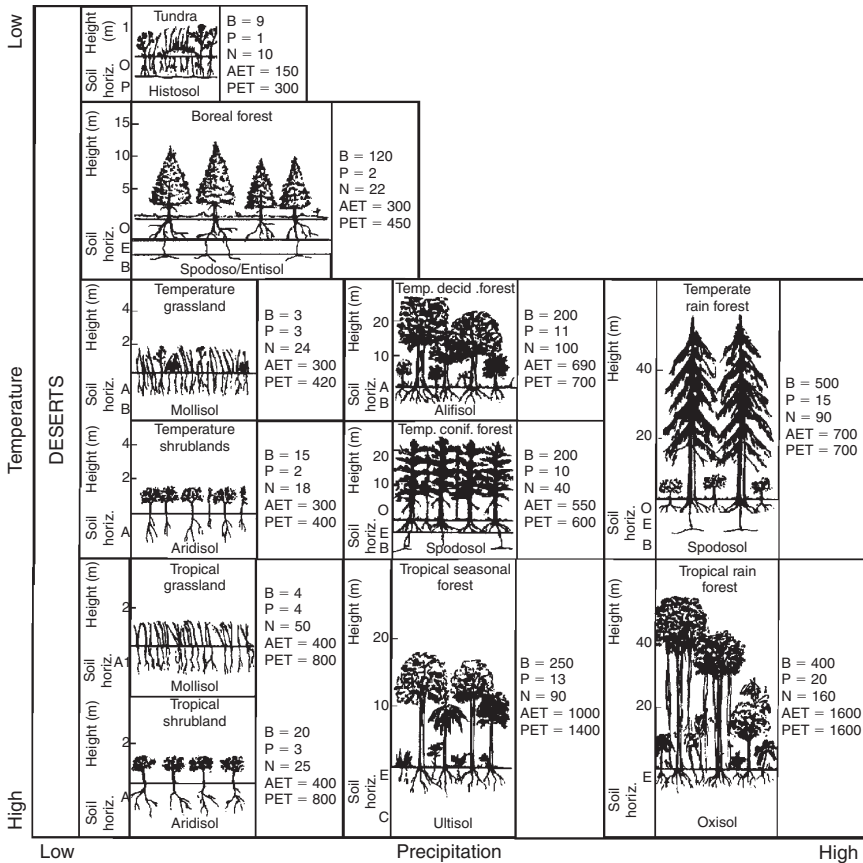 Low
Temperature
High
DESERTS
Height (m)
1
Soil horiz.
O
P
Tundra
Histosol
B = 9
P = 1
N = 10
AET = 150
PET = 300
Height (m)
15
10
5
Soil horiz.
O
E
B
Boreal forest
Spodoso/Entisol
B = 120
P = 2
N = 22
AET = 300
PET = 450
Height (m)
4
2
Soil horiz.
A
B
Temperature
grassland
Mollisol
B = 3
P = 3
N = 24
AET = 300
PET = 420
Height (m)
20
10
Soil horiz.
A
B
Temp. decid .forest
Alifisol
B = 200
P = 11
N = 100
AET = 690
PET = 700
Height (m)
40
20
Soil horiz.
O
E
B
Temperate
rain forest
Spodosol
B = 500
P = 15
N = 90
AET = 700
PET = 700
Height (m)
4
2
Soil horiz.
A
Temperature
shrublands
Aridisol
B = 15
P = 2
N = 18
AET = 300
PET = 400
Height (m)
20
10
O
Soil horiz.
E
B
Temp. conif. forest
Spodosol
B = 200
P = 10
N = 40
AET = 550
PET = 600
Height (m)
2
Soil horiz.
A1
Tropical
grassland
Mollisol
B = 4
P = 4
N = 50
AET = 400
PET = 800
Height (m)
20
10
Soil horiz.
E
C
Tropical seasonal
forest
Ultisol
B = 250
P = 13
N = 90
AET = 1000
PET = 1400
Height (m)
40
20
Soil horiz.
E
Tropical rain
forest
Oxisol
B = 400
P = 20
N = 160
AET = 1600
PET = 1600
Height (m)
2
Soil horiz.
A
Tropical
shrubland
Aridisol
B = 20
P = 3
N = 25
AET = 400
PET = 800
Low
Precipitation
High